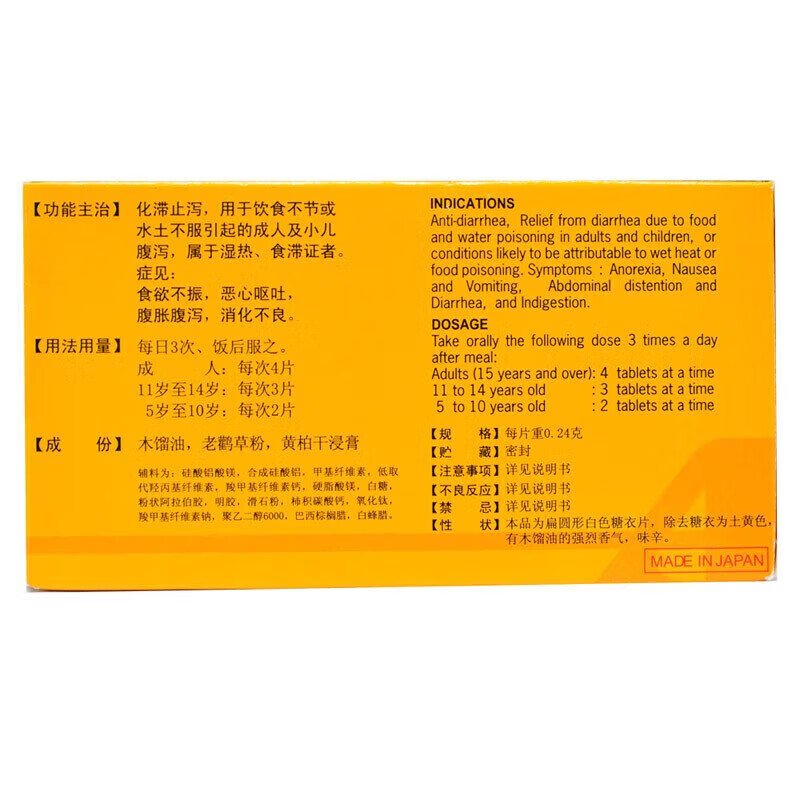 【功能主治】 化滞止泻，用于饮食不节或
水土不服引起的成人及小儿
腹泻，属于湿热、食滞证者。
症见：
食欲不振，恶心呕吐，
腹胀腹泻，消化不良。
【用法用量】 每日3次、饭后服之。
成 人：每次4片
11岁至14岁：每次3片
5岁至10岁：每次2片
【成 份】 木馏油，老鹳草粉，黄柏干浸膏
辅料为：硅酸铝酸镁，合成硅酸铝，甲基纤维素，低取
代羟丙基纤维素，羧甲基纤维素钙，硬脂酸镁，白糖，
粉状阿拉伯胶，明胶，滑石粉，柿积碳酸钙，氧化钛，
羧甲基纤维素钠，聚乙二醇6000，巴西棕榈腊，白蜂腊。
INDICATIONS
Anti-diarrhea, Relief from diarrhea due to food
and water poisoning in adults and children, or
conditions likely to be attributable to wet heat or
food poisoning. Symptoms : Anorexia, Nausea
and Vomiting, Abdominal distention and
Diarrhea, and Indigestion.
DOSAGE
Take orally the following dose 3 times a day
after meal:
Adults (15 years and over): 4 tablets at a time
11 to 14 years old : 3 tablets at a time
5 to 10 years old : 2 tablets at a time
【规 格】每片重0.24克
【贮 藏】密封
【注意事项】详见说明书
【不良反应】详见说明书
【禁 忌】详见说明书
【性 状】本品为扁圆形白色糖衣片，除去糖衣为土黄色，
有木馏油的强烈香气，味辛。
MADE IN JAPAN